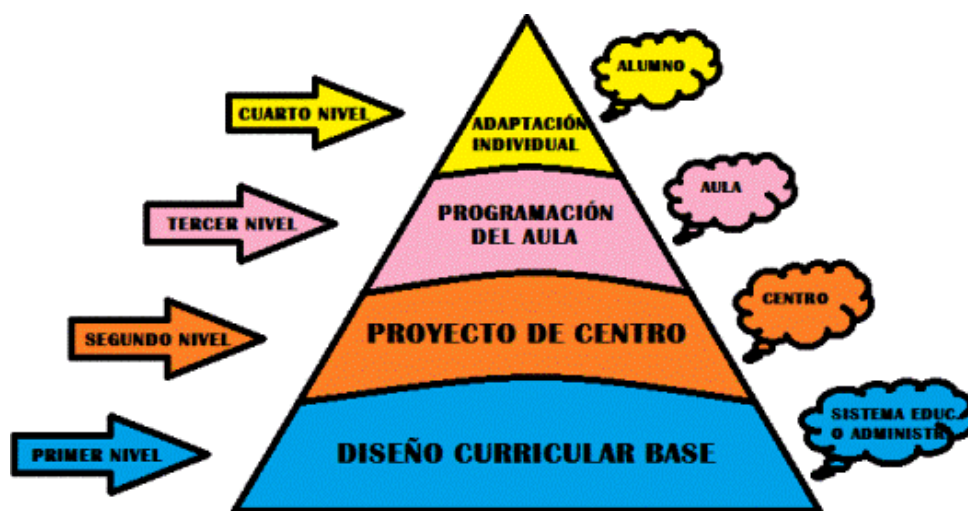 ALUMNO
CUARTO NIVEL
ADAPTACIÓN
INDIVIDUAL
AULA
TERCER NIVEL
PROGRAMACIÓN
DEL AULA
CENTRO
SEGUNDO NIVEL
PROYECTO DE CENTRO
SISTEMA EDUC.
O ADMINISTR.
PRIMER NIVEL
DISEÑO CURRICULAR BASE